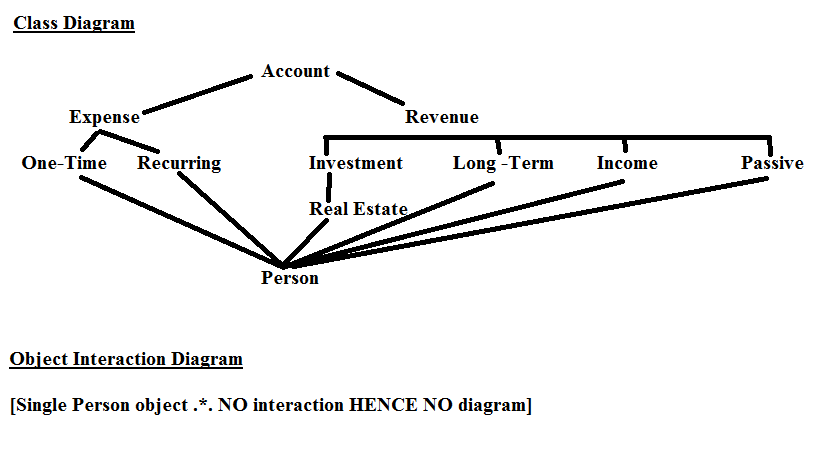 Class Diagram
Account
Expense Revenue
One-Time Recurring Investment Long -Term Income Passive
Real Estate
Person
Object Interaction Diagram
[Single Person object .*. NO interaction HENCE NO diagram]